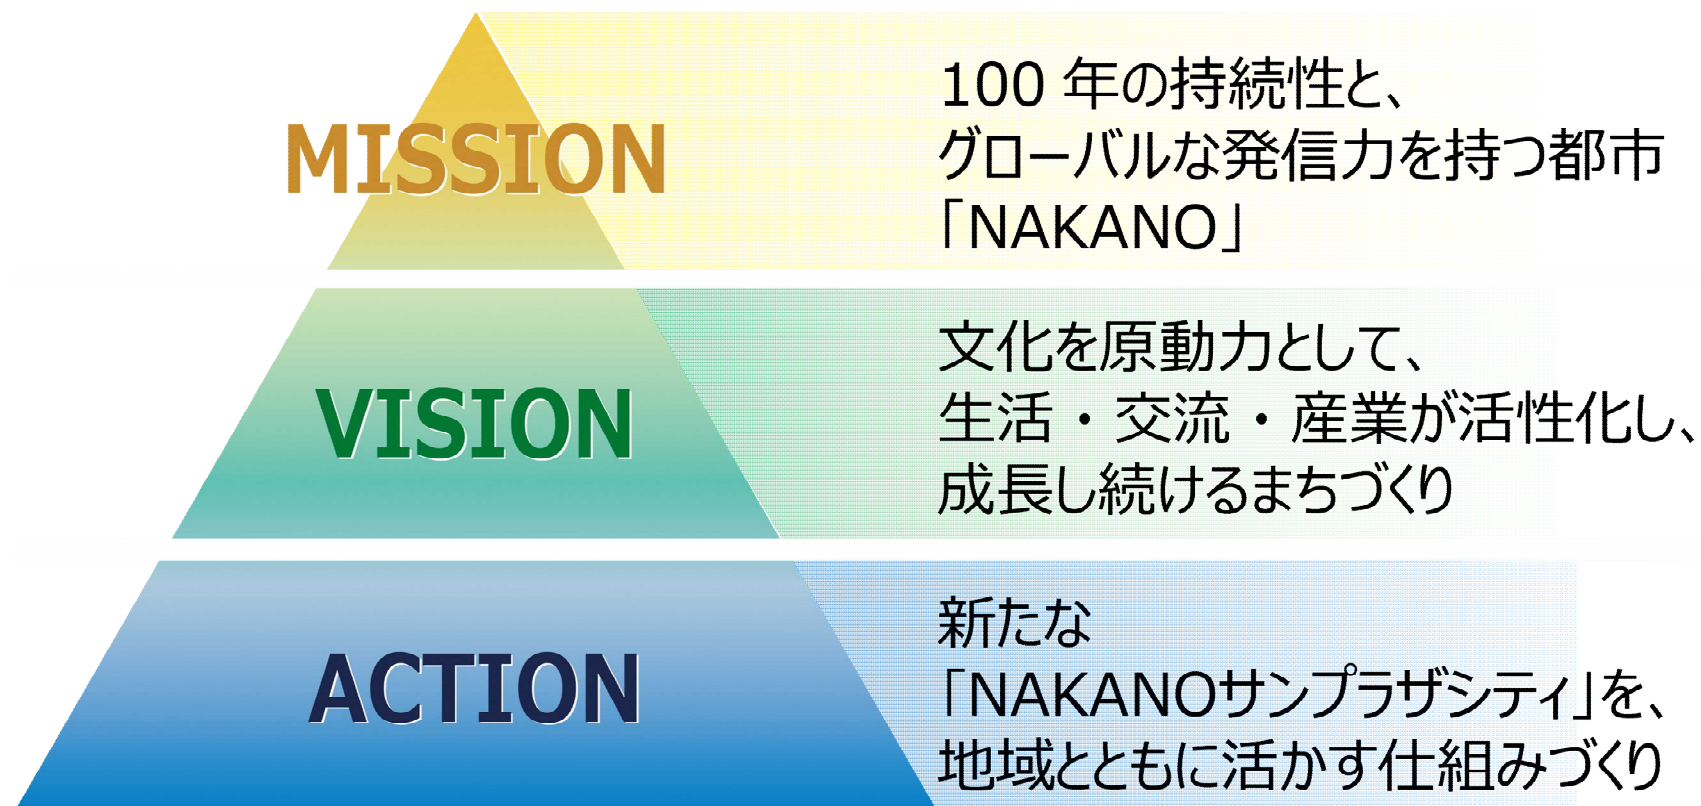 MISSION
100 年の持続性と、
グローバルな発信力を持つ都市
「NAKANO」
VISION
文化を原動力として、
生活・交流・産業が活性化し、
成長し続けるまちづくり
ACTION
新たな
「NAKANOサンプラザシティ」を、
地域とともに活かす仕組みづくり